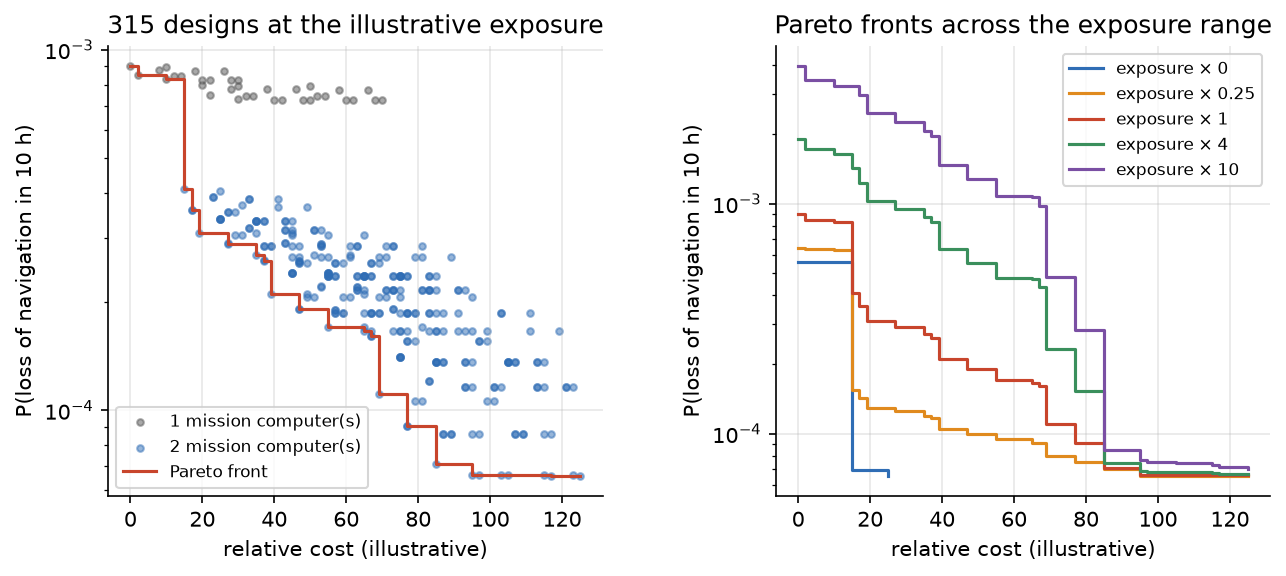 315 designs at the illustrative exposure
P(loss of navigation in 10 h)
10⁻³
10⁻⁴
1 mission computer(s)
2 mission computer(s)
Pareto front
0 20 40 60 80 100 120
relative cost (illustrative)
Pareto fronts across the exposure range
P(loss of navigation in 10 h)
10⁻³
10⁻⁴
exposure × 0
exposure × 0.25
exposure × 1
exposure × 4
exposure × 10
0 20 40 60 80 100 120
relative cost (illustrative)